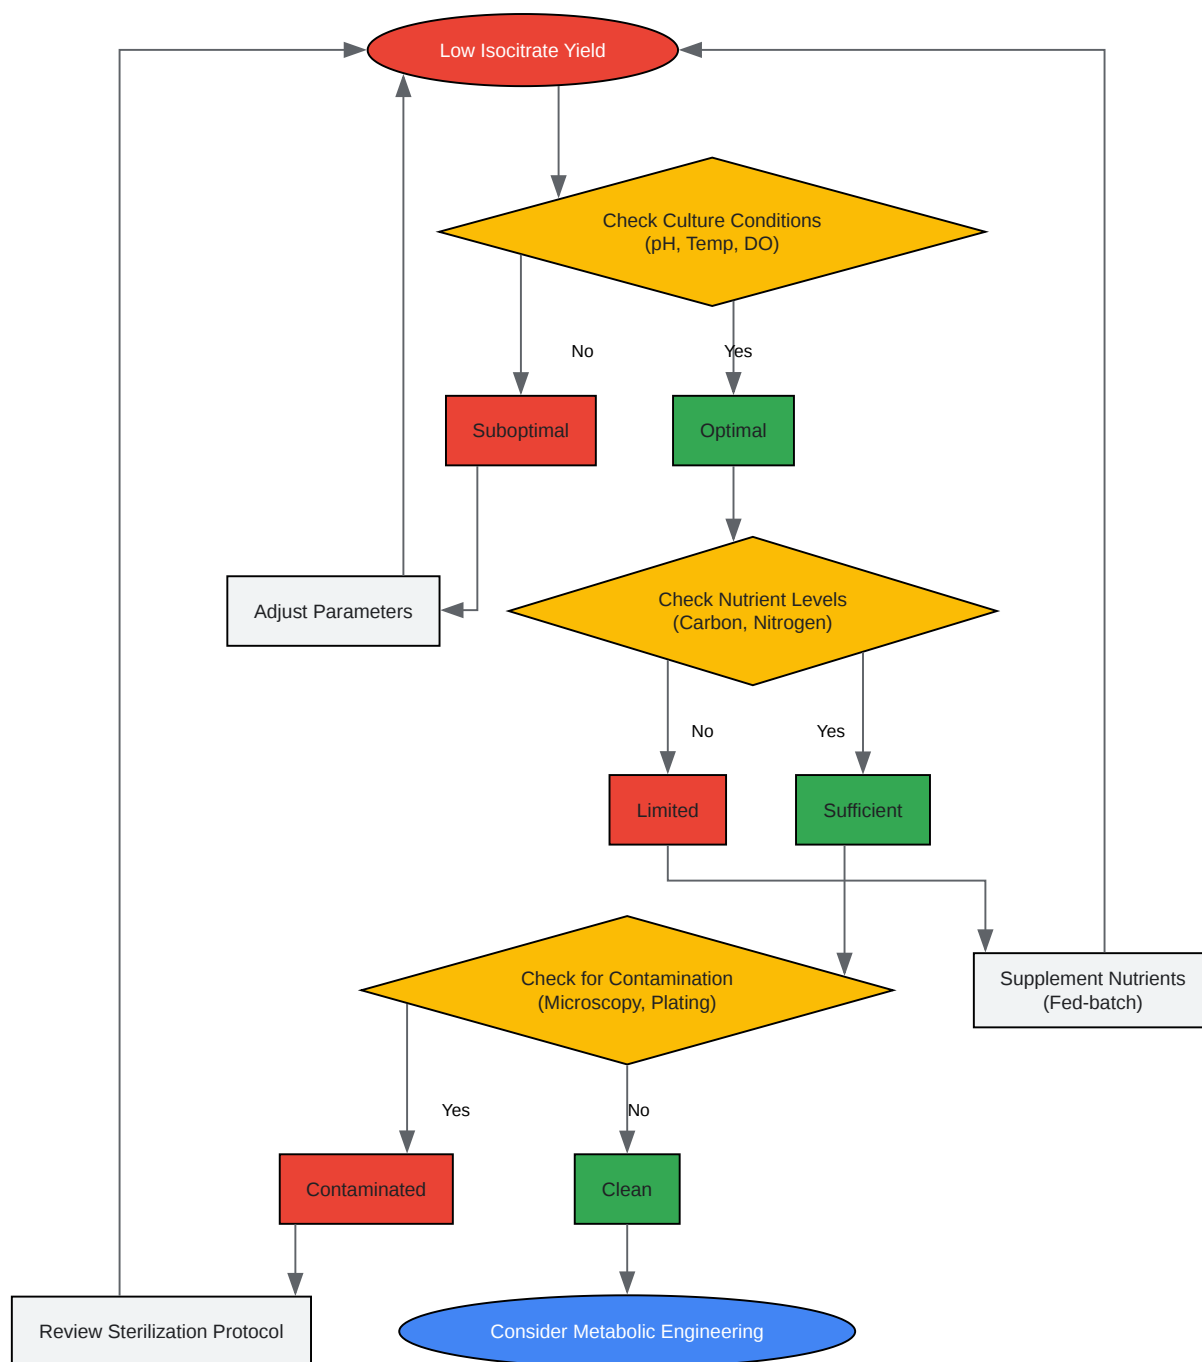 Low Isocitrate Yield
Check Culture Conditions
(pH, Temp, DO)
No
Yes
Suboptimal
Optimal
Adjust Parameters
Check Nutrient Levels
(Carbon, Nitrogen)
No
Yes
Limited
Sufficient
Check for Contamination
(Microscopy, Plating)
Supplement Nutrients
(Fed-batch)
Yes
No
Contaminated
Clean
Review Sterilization Protocol
Consider Metabolic Engineering